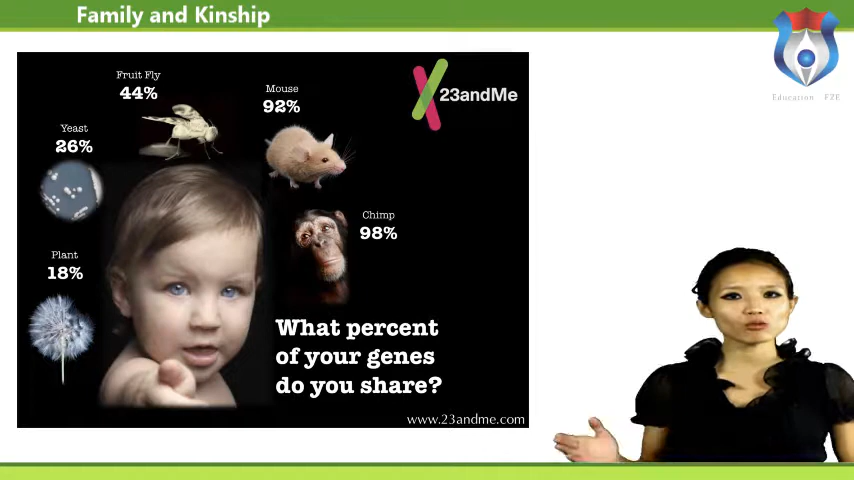 Family and Kinship
Education FZE
Fruit Fly
44%
Mouse
92%
23andMe
Yeast
26%
Chimp
98%
Plant
18%
What percent
of your genes
do you share?
www.23andme.com